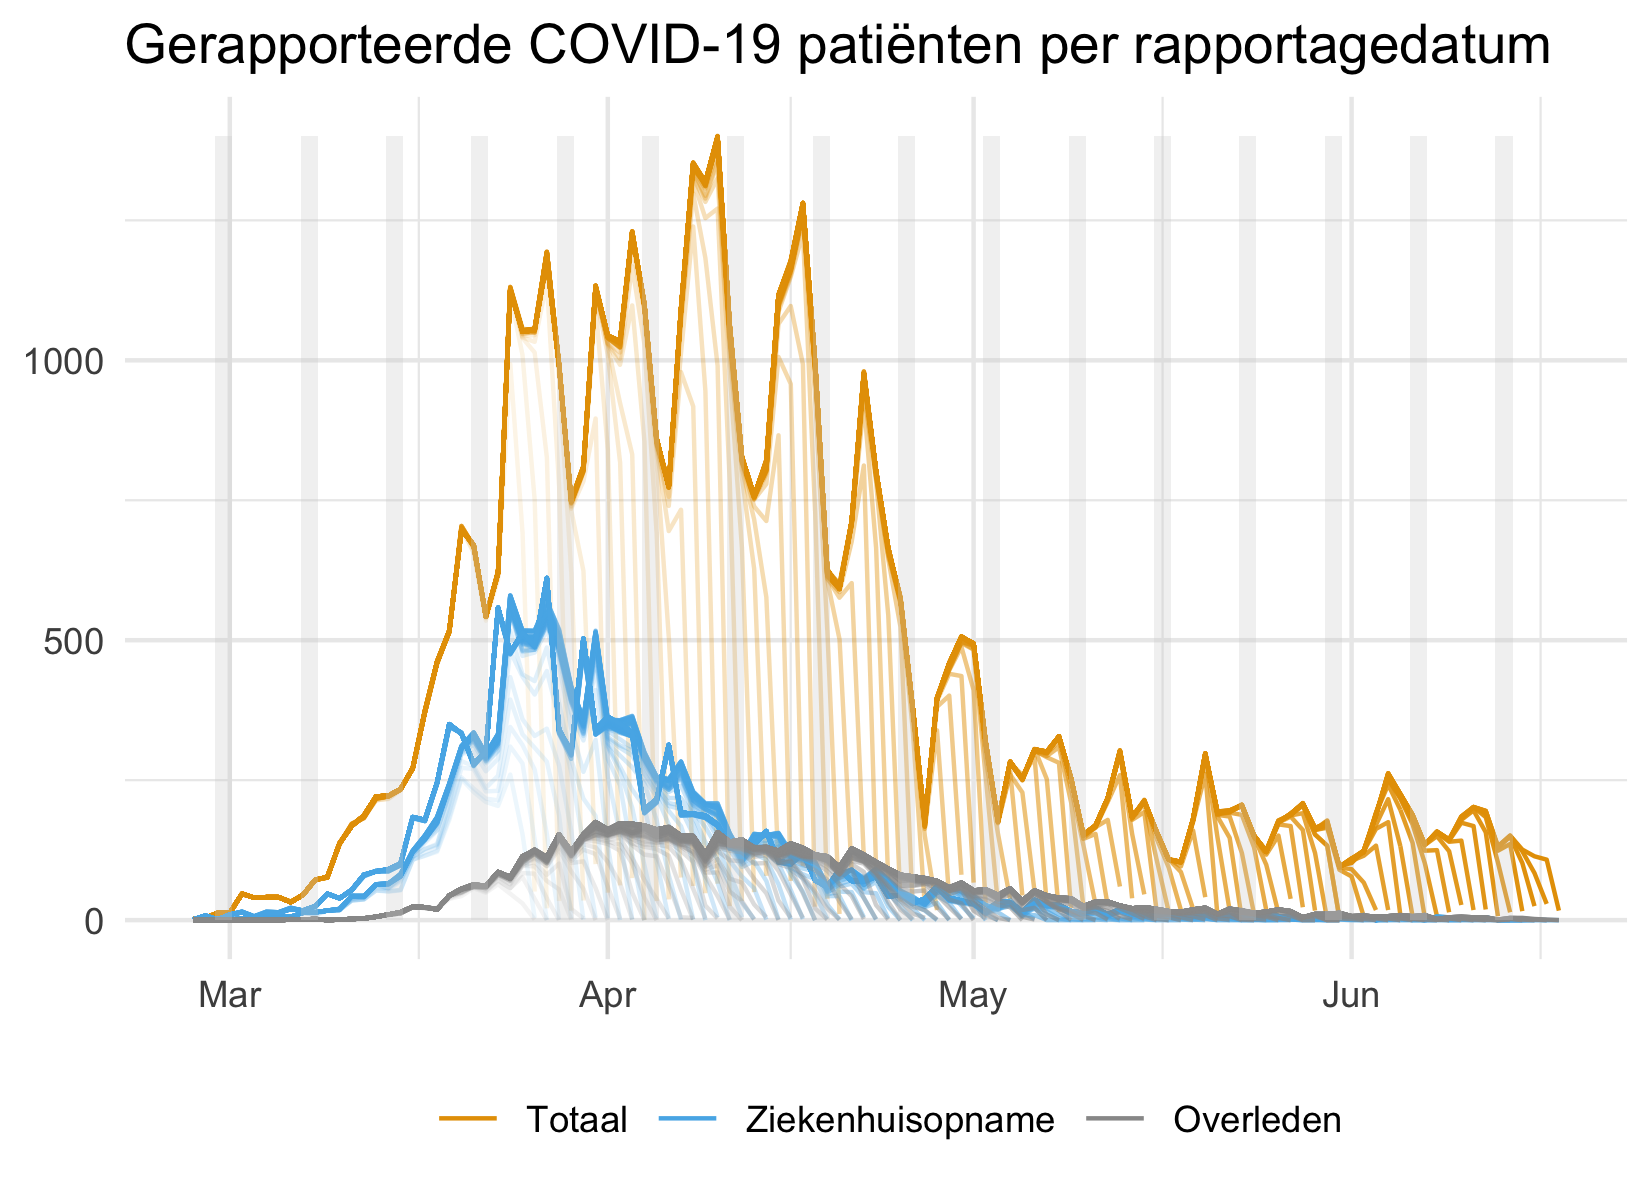 Gerapporteerde COVID-19 patiënten per rapportagedatum
1000
500
0
Mar Apr May Jun
Totaal Ziekenhuisopname Overleden